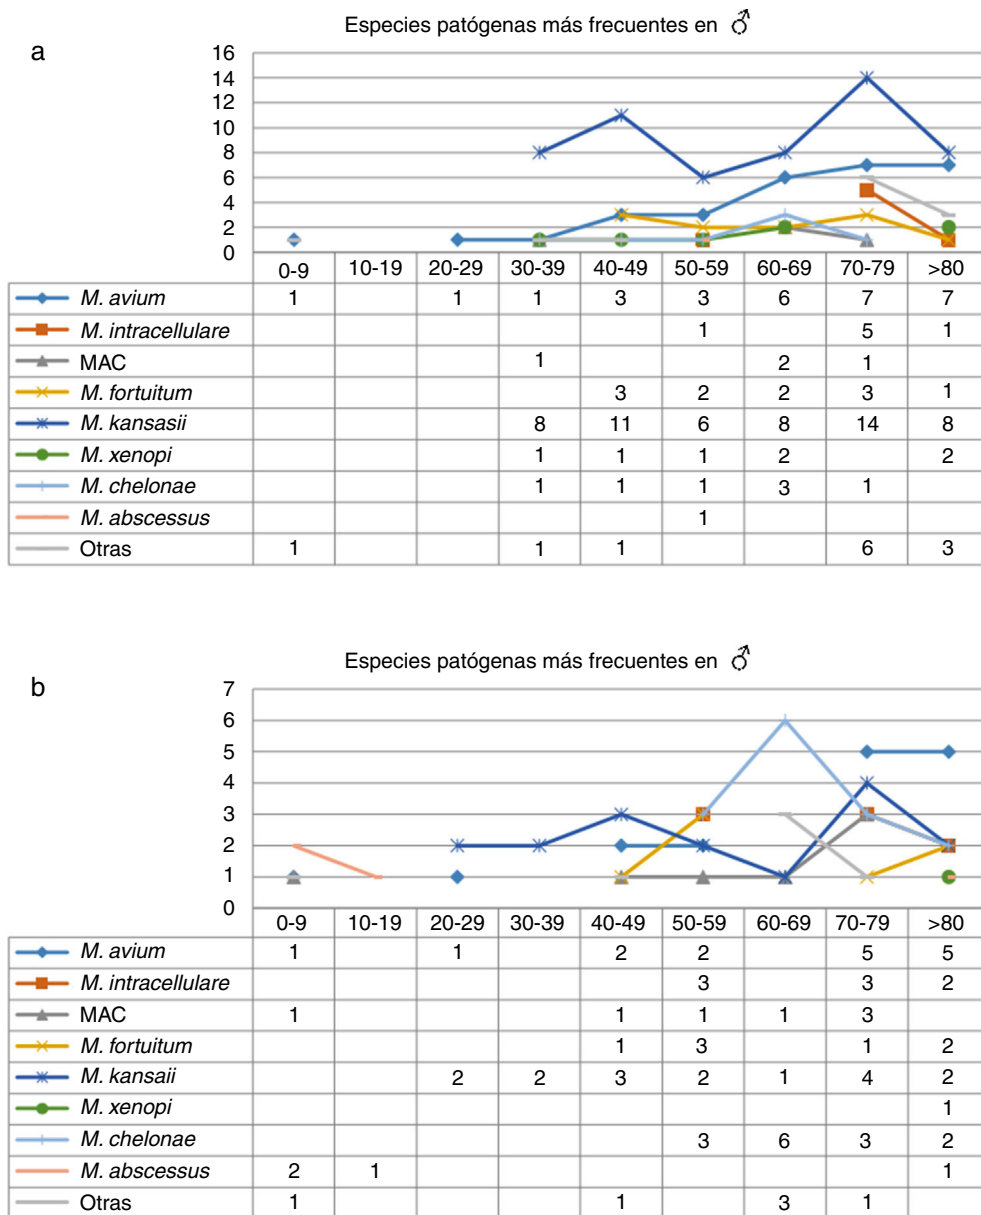 Especies patógenas más frecuentes en ♂
a
16
14
12
10
8
6
4
2
0
0-9 10-19 20-29 30-39 40-49 50-59 60-69 70-79 >80
M. avium 1 1 1 3 3 6 7 7
M. intracellulare 1 5 1
MAC 1 2 1
M. fortuitum 3 2 2 3 1
M. kansasii 8 11 6 8 14 8
M. xenopi 1 1 1 2 2
M. chelonae 1 1 1 3 1
M. abscessus 1
Otras 1 1 1 6 3
Especies patógenas más frecuentes en ♂
b
7
6
5
4
3
2
1
0
0-9 10-19 20-29 30-39 40-49 50-59 60-69 70-79 >80
M. avium 1 1 2 2 5 5
M. intracellulare 3 3 2
MAC 1 1 1 1 3
M. fortuitum 1 3 1 2
M. kansaii 2 2 3 2 1 4 2
M. xenopi 1
M. chelonae 3 6 3 2
M. abscessus 2 1 1
Otras 1 1 3 1